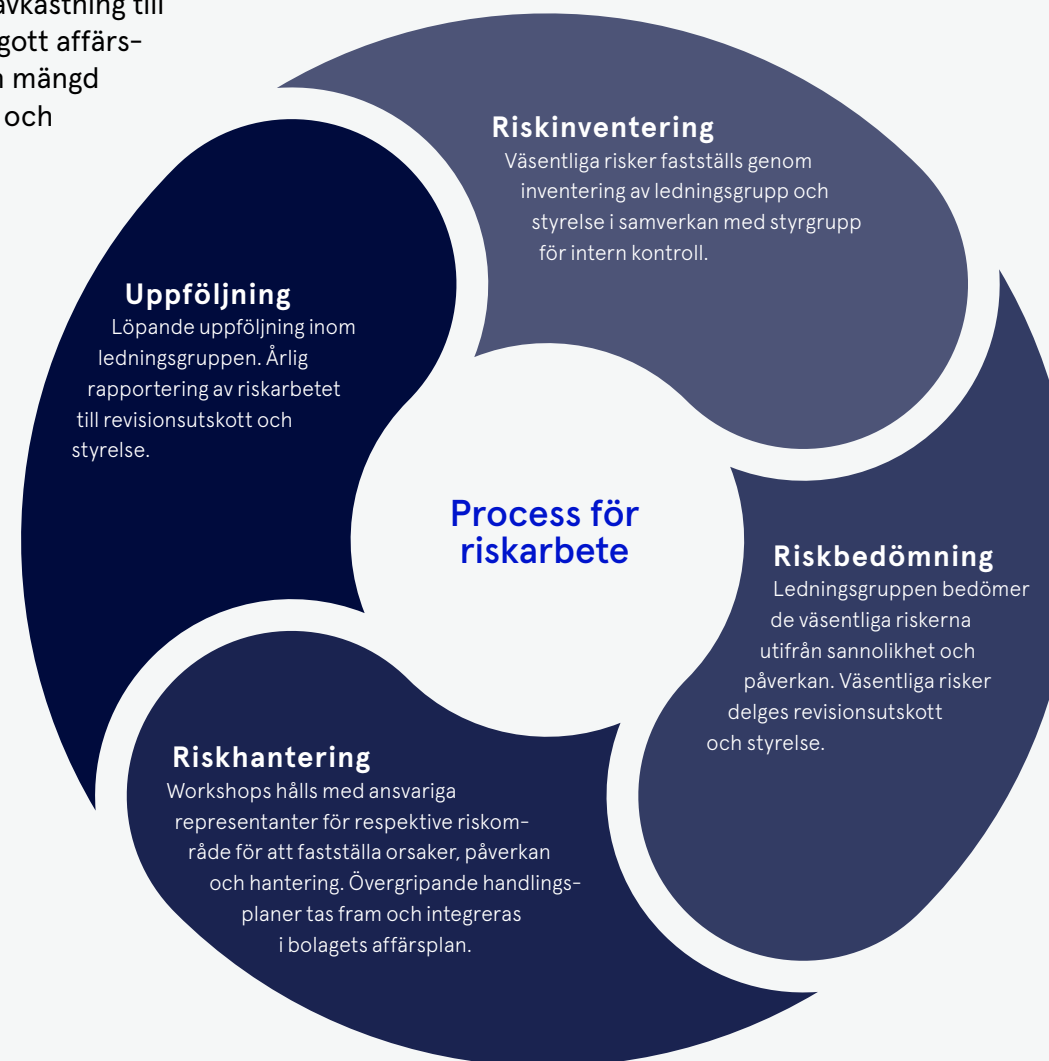 avkastning till
gott affärs-
mängd
och
Riskinventering
Väsentliga risker fastställs genom
inventering av ledningsgrupp och
styrelse i samverkan med styrgrupp
för intern kontroll.
Riskbedömning
Ledningsgruppen bedömer
de väsentliga riskerna
utifrån sannolikhet och
påverkan. Väsentliga risker
delges revisionsutskott
och styrelse.
Riskhantering
Workshops hålls med ansvariga
representanter för respektive riskom-
råde för att fastställa orsaker, påverkan
och hantering. Övergripande handlings-
planer tas fram och integreras
i bolagets affärsplan.
Uppföljning
Löpande uppföljning inom
ledningsgruppen. Årlig
rapportering av riskarbetet
till revisionsutskott och
styrelse.
Process för
riskarbete